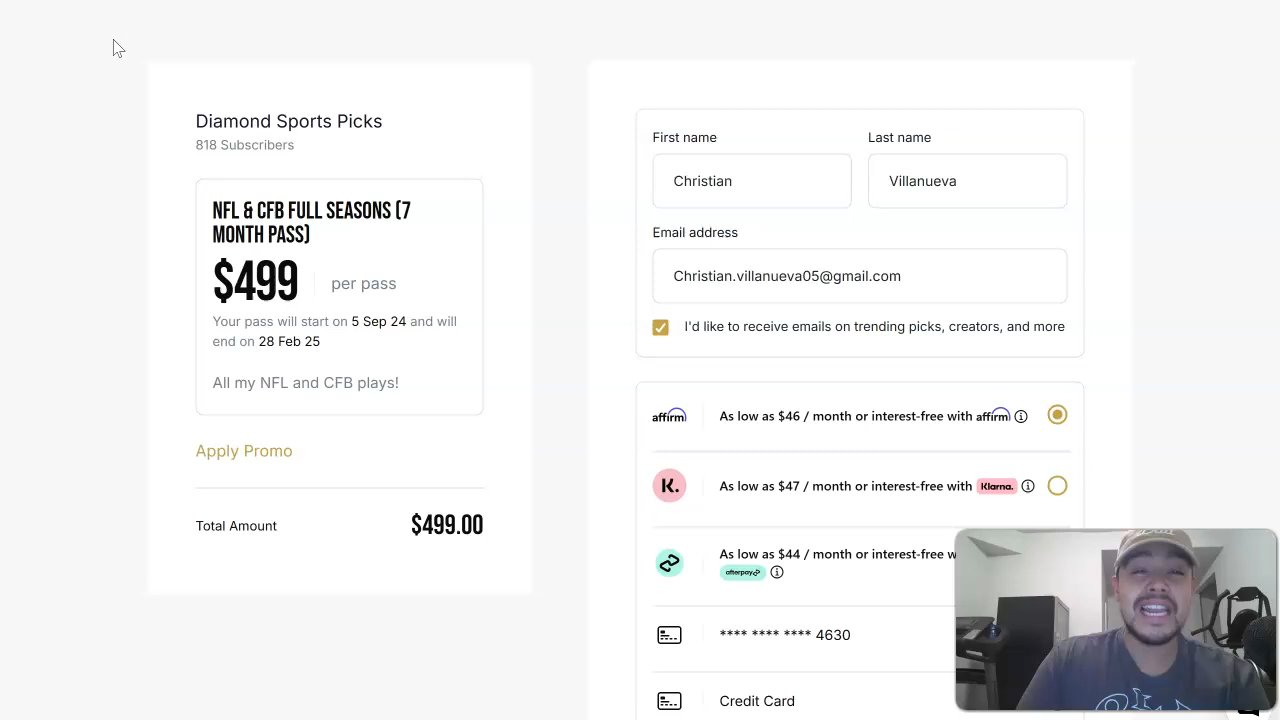 Diamond Sports Picks
818 Subscribers
NFL & CFB FULL SEASONS (7
MONTH PASS)
$499 per pass
Your pass will start on 5 Sep 24 and will
end on 28 Feb 25
All my NFL and CFB plays!
Apply Promo
Total Amount $499.00
First name Last name
Christian Villanueva
Email address
Christian.villanueva05@gmail.com
I'd like to receive emails on trending picks, creators, and more
affirm As low as $46 / month or interest-free with affirm
K. As low as $47 / month or interest-free with Klarna.
As low as $44 / month or interest-free w
afterpay
**** **** **** 4630
Credit Card